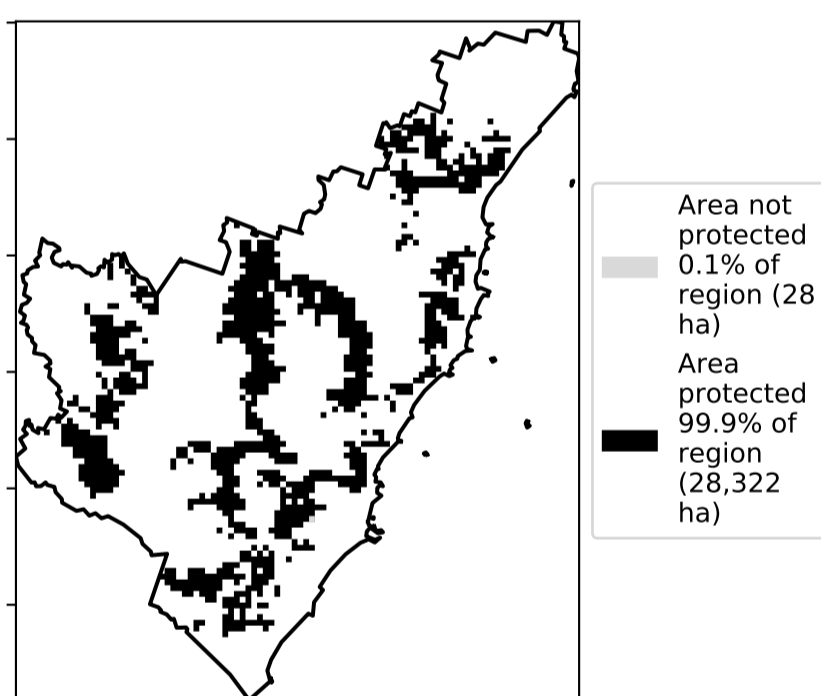 Area not
protected
0.1% of
region (28
ha)
Area
protected
99.9% of
region
(28,322
ha)